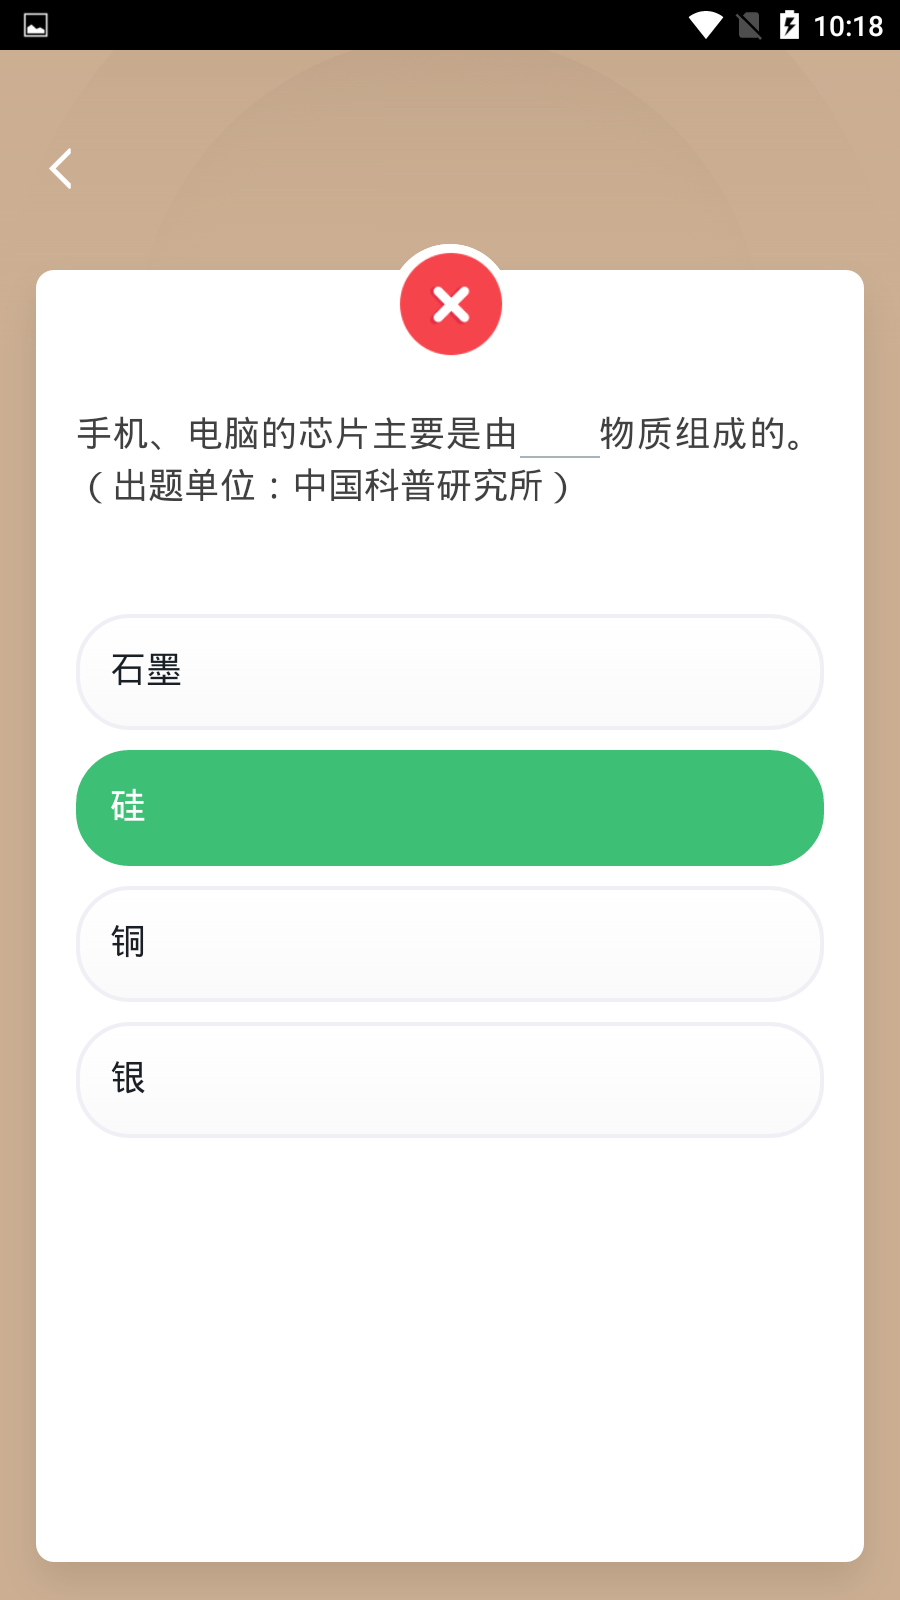 10:18
手机、电脑的芯片主要是由____物质组成的。
（出题单位：中国科普研究所）
石墨
硅
铜
银